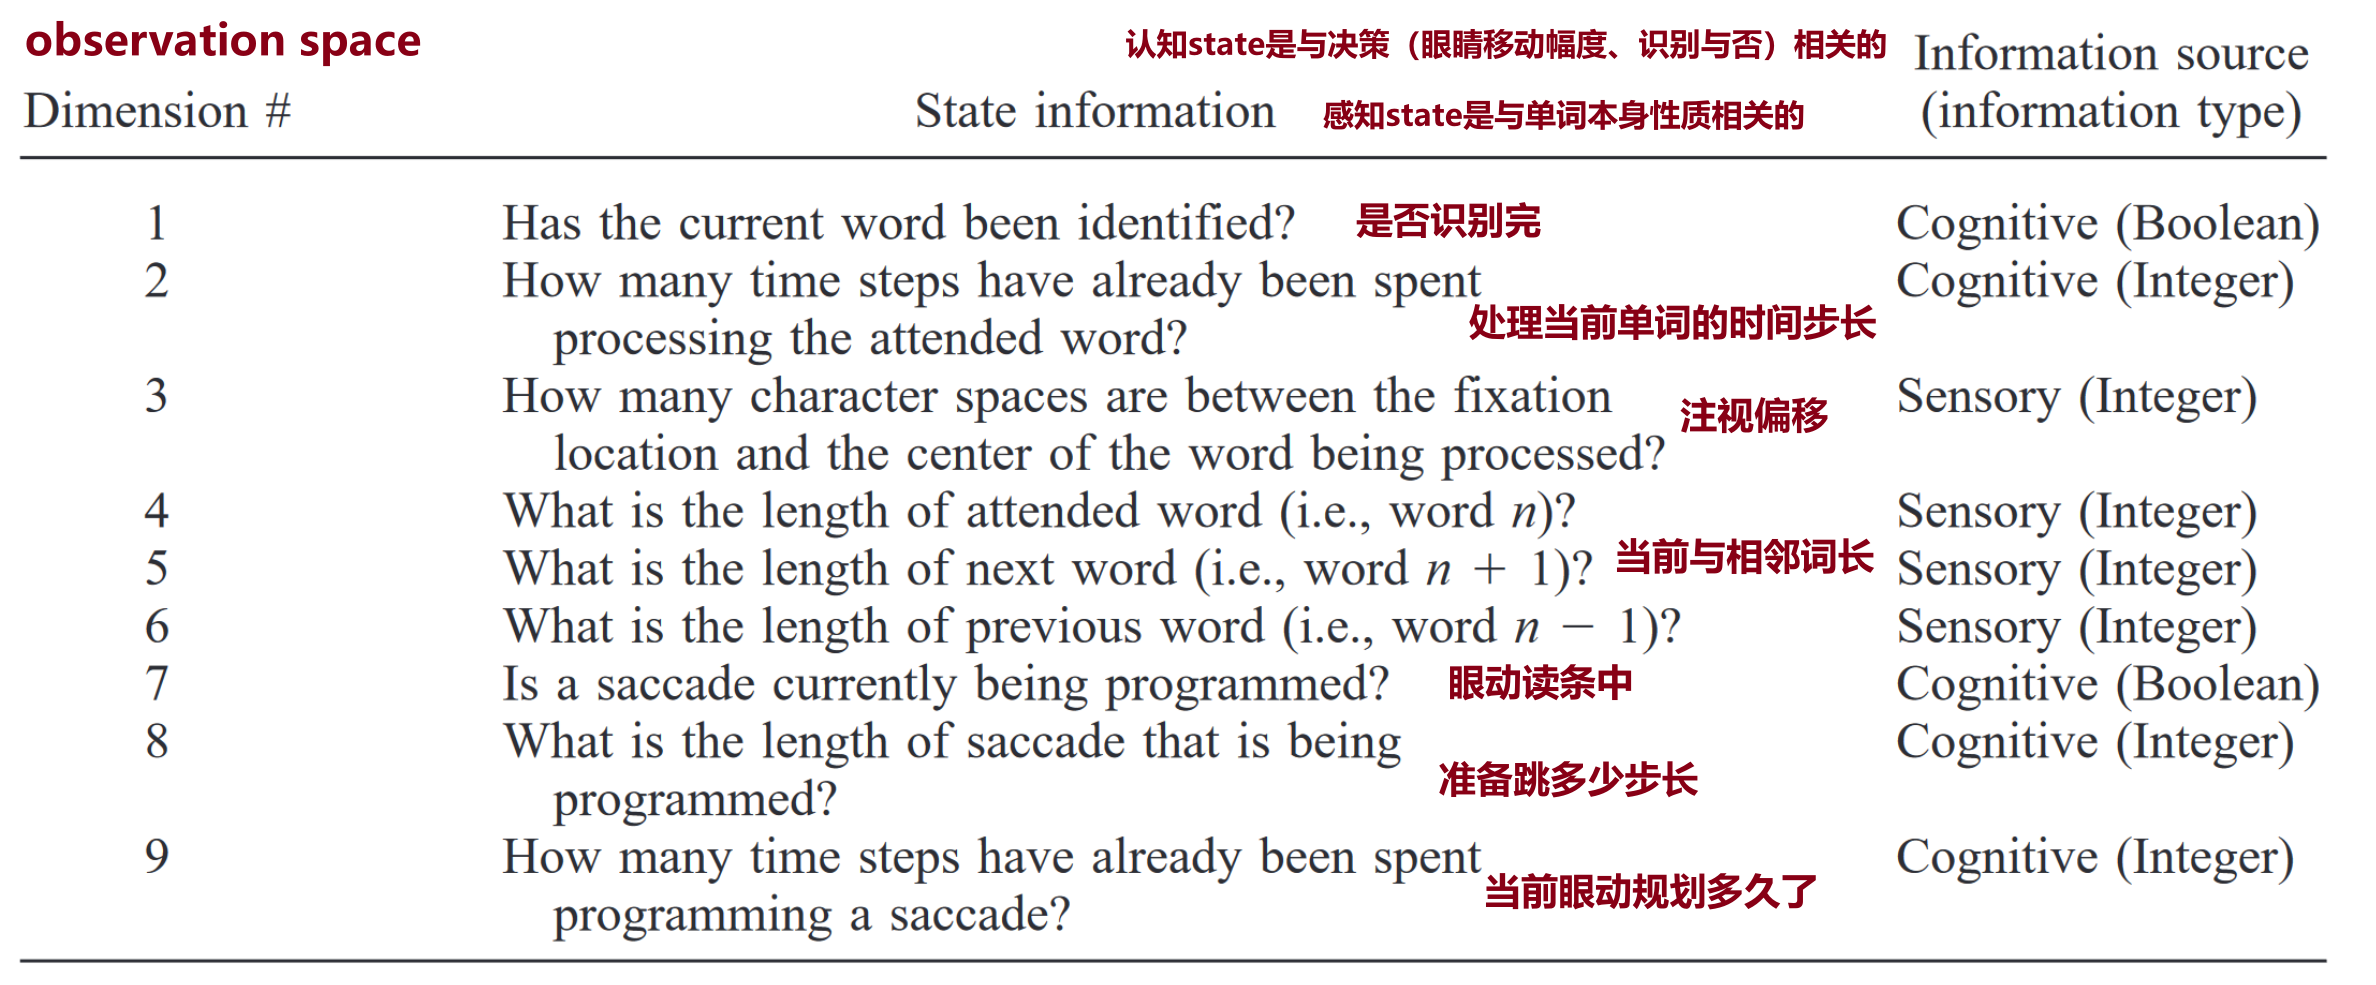 observation space
认知state是与决策（眼睛移动幅度、识别与否）相关的
Information source
Dimension #
State information
感知state是与单词本身性质相关的
(information type)
1
Has the current word been identified?
是否识别完
Cognitive (Boolean)
2
How many time steps have already been spent
Cognitive (Integer)
processing the attended word?
处理当前单词的时间步长
3
How many character spaces are between the fixation
Sensory (Integer)
location and the center of the word being processed?
注视偏移
4
What is the length of attended word (i.e., word n)?
Sensory (Integer)
5
What is the length of next word (i.e., word n + 1)?
当前与相邻词长
Sensory (Integer)
6
What is the length of previous word (i.e., word n − 1)?
Sensory (Integer)
7
Is a saccade currently being programmed?
眼动读条中
Cognitive (Boolean)
8
What is the length of saccade that is being
Cognitive (Integer)
programmed?
准备跳多少步长
9
How many time steps have already been spent
Cognitive (Integer)
programming a saccade?
当前眼动规划多久了